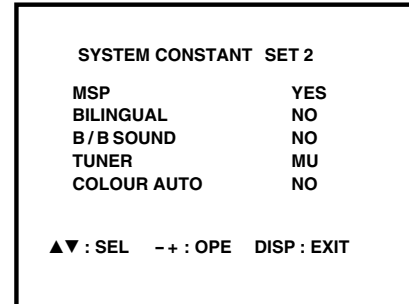 SYSTEM CONSTANT SET 2
MSP YES
BILINGUAL NO
B / B SOUND NO
TUNER MU
COLOUR AUTO NO
▲▼ : SEL – + : OPE DISP : EXIT